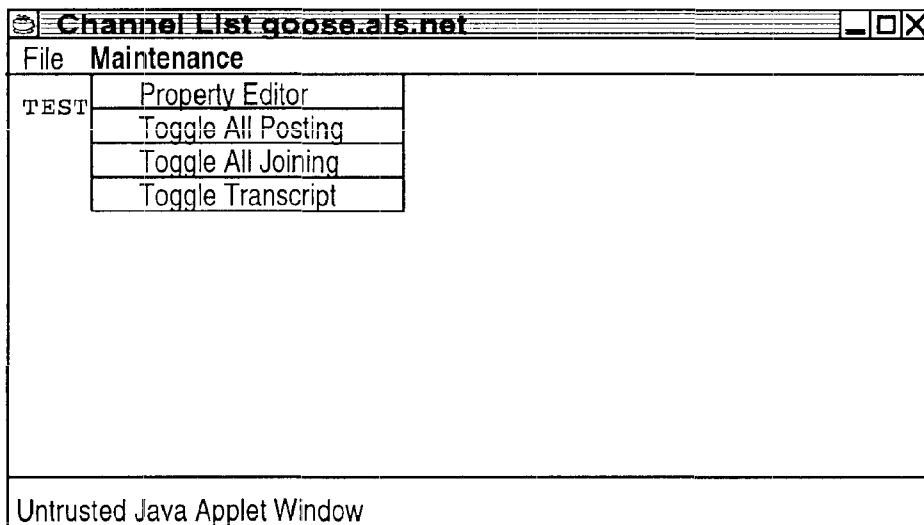 Channel List goose.als.net
File Maintenance
TEST
Property Editor
Toggle All Posting
Toggle All Joining
Toggle Transcript
Untrusted Java Applet Window